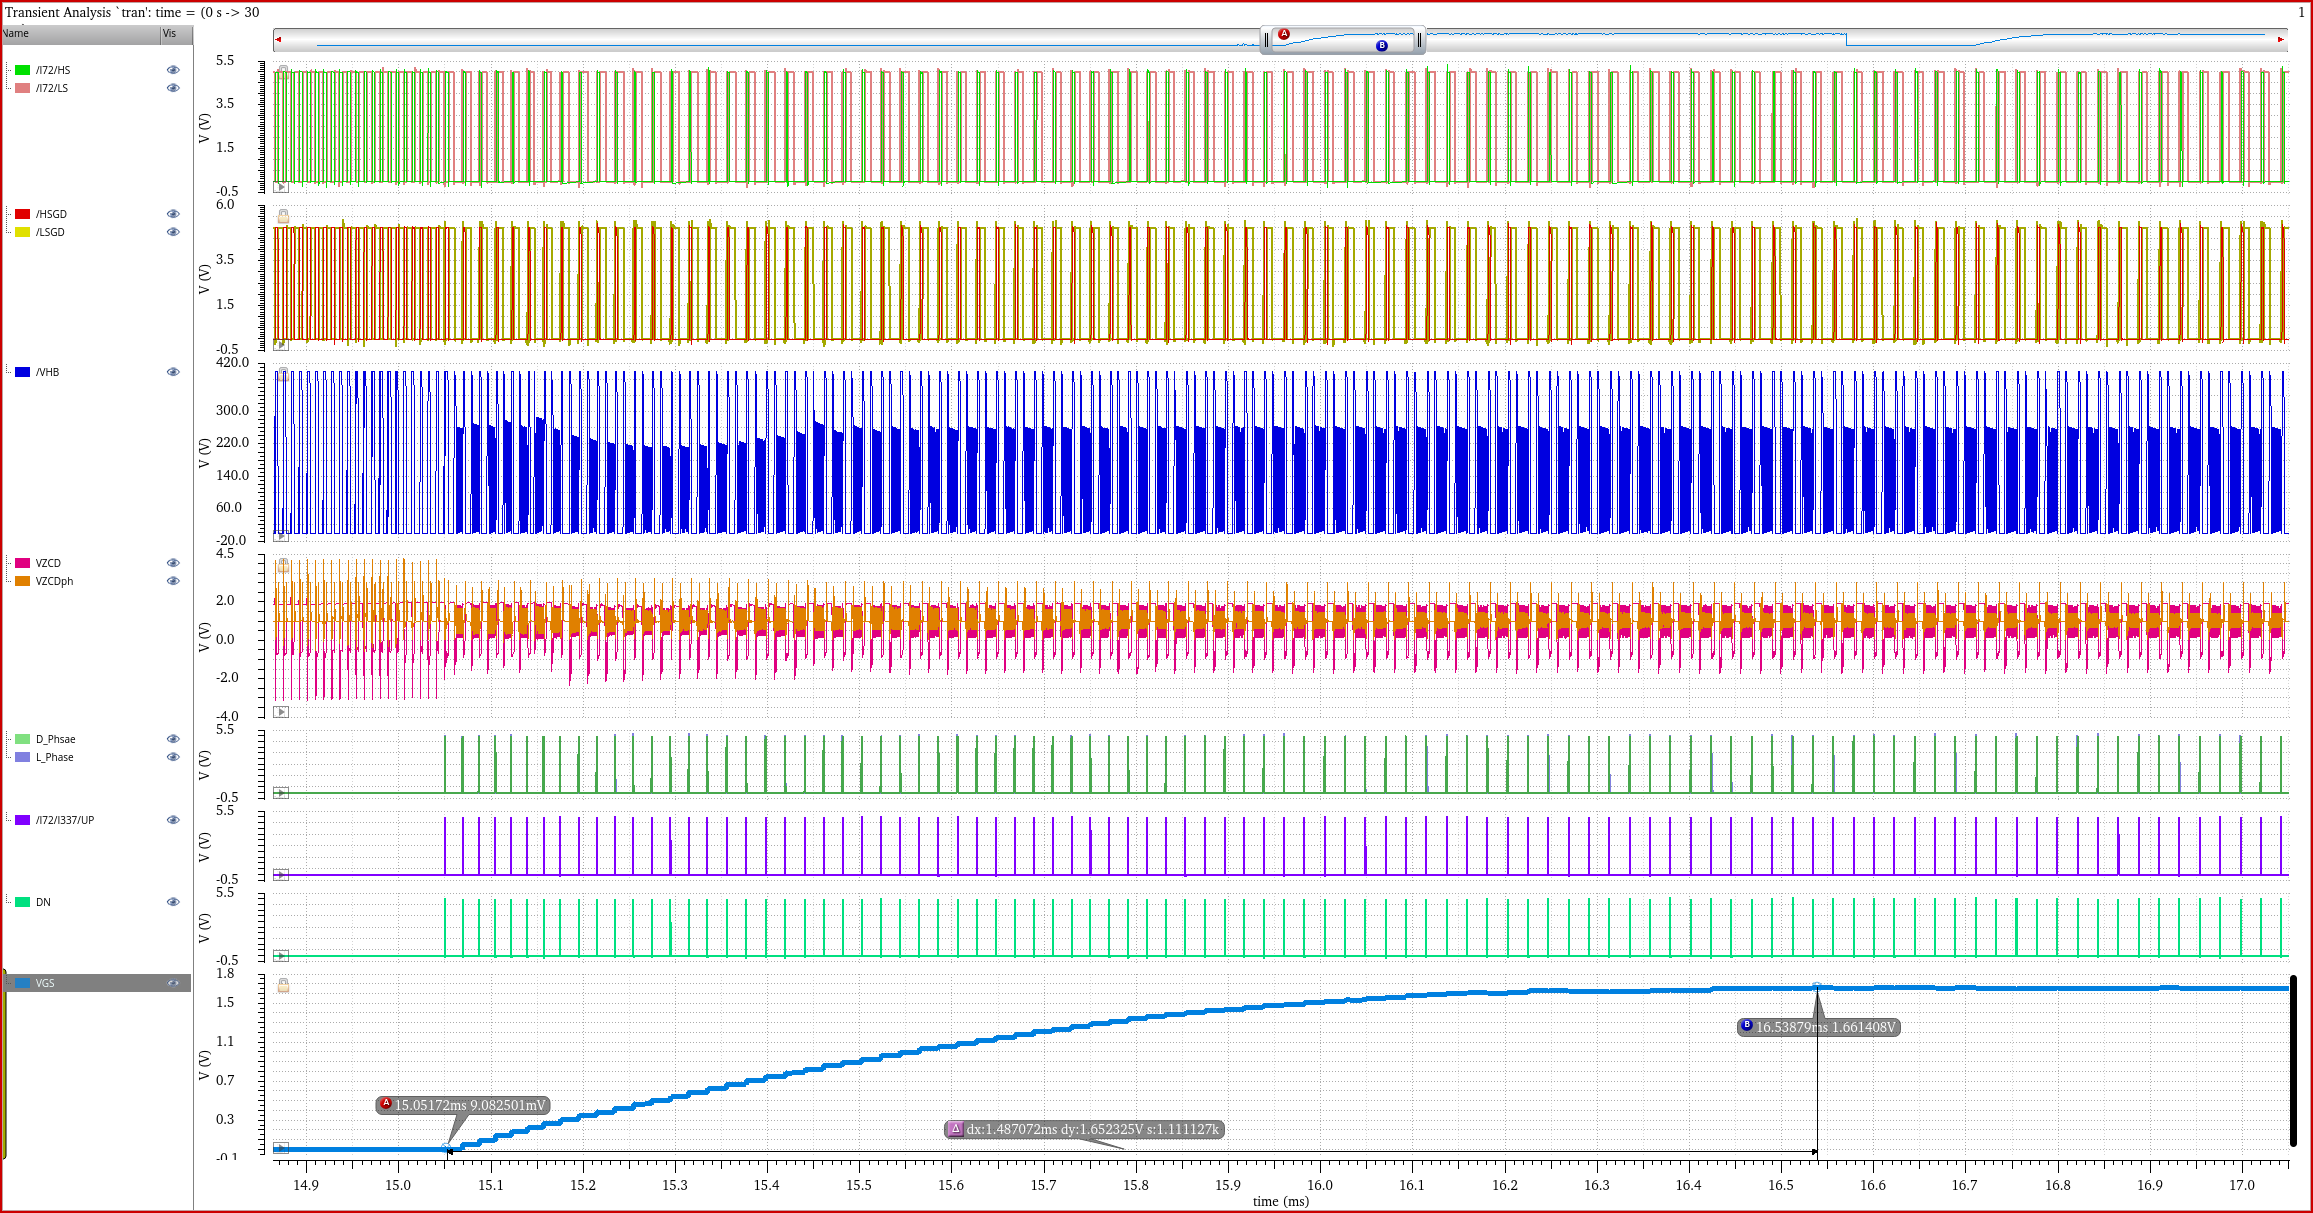 Transient Analysis `tran': time = (0 s -> 30
1
Name Vis
A
B
/I72/HS
/I72/LS
5.5
3.5
1.5
-0.5
V (V)
/HSGD
/LSGD
6.0
3.5
1.5
-0.5
V (V)
/VHB
420.0
300.0
220.0
140.0
60.0
-20.0
V (V)
VZCD
VZCDph
4.5
2.0
0.0
-2.0
-4.0
V (V)
D_Phsae
L_Phase
5.5
-0.5
V (V)
/I72/I337/UP
5.5
-0.5
V (V)
DN
5.5
-0.5
V (V)
VGS
1.8
1.5
1.1
0.7
0.3
-0.1
V (V)
A 15.05172ms 9.082501mV
B 16.53879ms 1.661408V
Δ dx:1.487072ms dy:1.652325V s:1.111127k
14.9 15.0 15.1 15.2 15.3 15.4 15.5 15.6 15.7 15.8 15.9 16.0 16.1 16.2 16.3 16.4 16.5 16.6 16.7 16.8 16.9 17.0
time (ms)